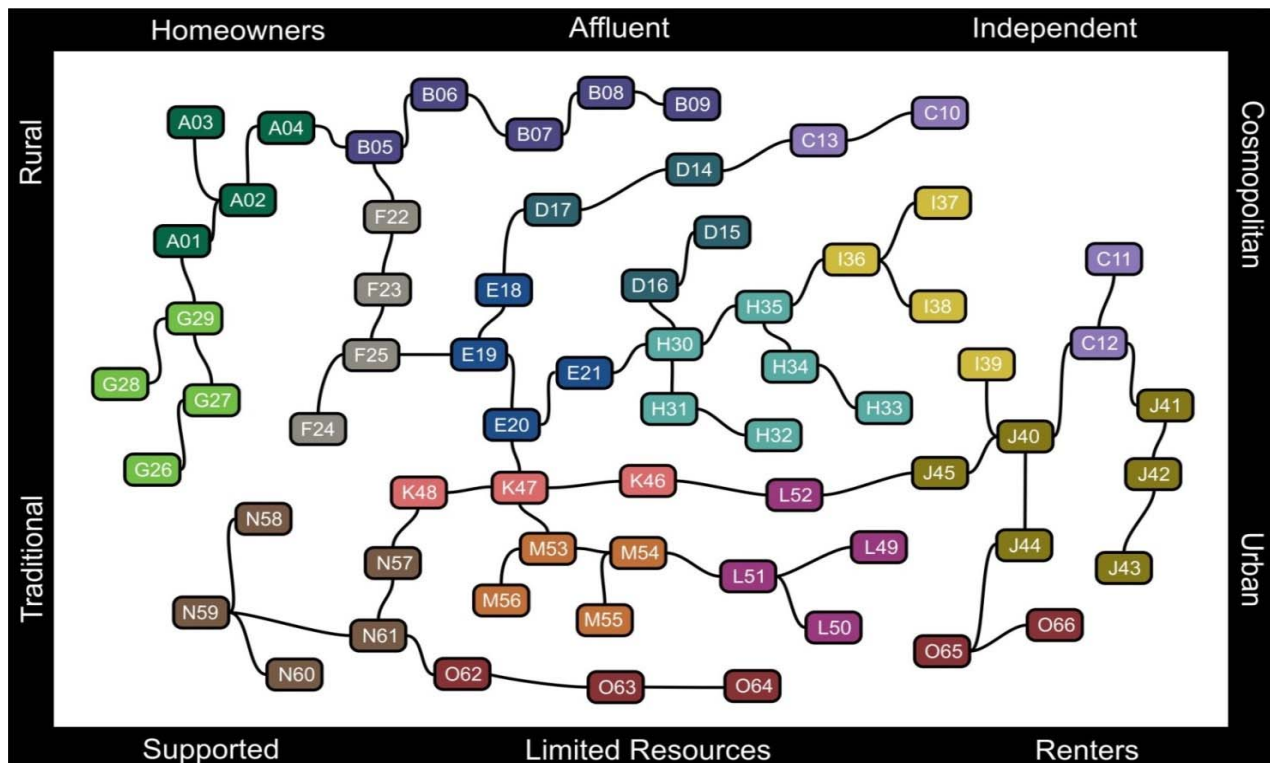 Homeowners Affluent Independent
Rural
Cosmopolitan
Traditional
Urban
B06
B08
B09
C10
A03
A04
B05
B07
C13
D14
A02
D17
I37
F22
D15
A01
I36
C11
F23
E18
D16
H35
I38
G29
H30
C12
F25
E19
I39
G28
E21
H34
G27
H31
H33
J41
F24
E20
H32
J40
G26
K48
K47
K46
L52
J45
J42
N58
M53
M54
L49
J44
N57
L51
J43
M56
N59
M55
L50
O66
N61
O65
N60
O62
O63
O64
Supported Limited Resources Renters